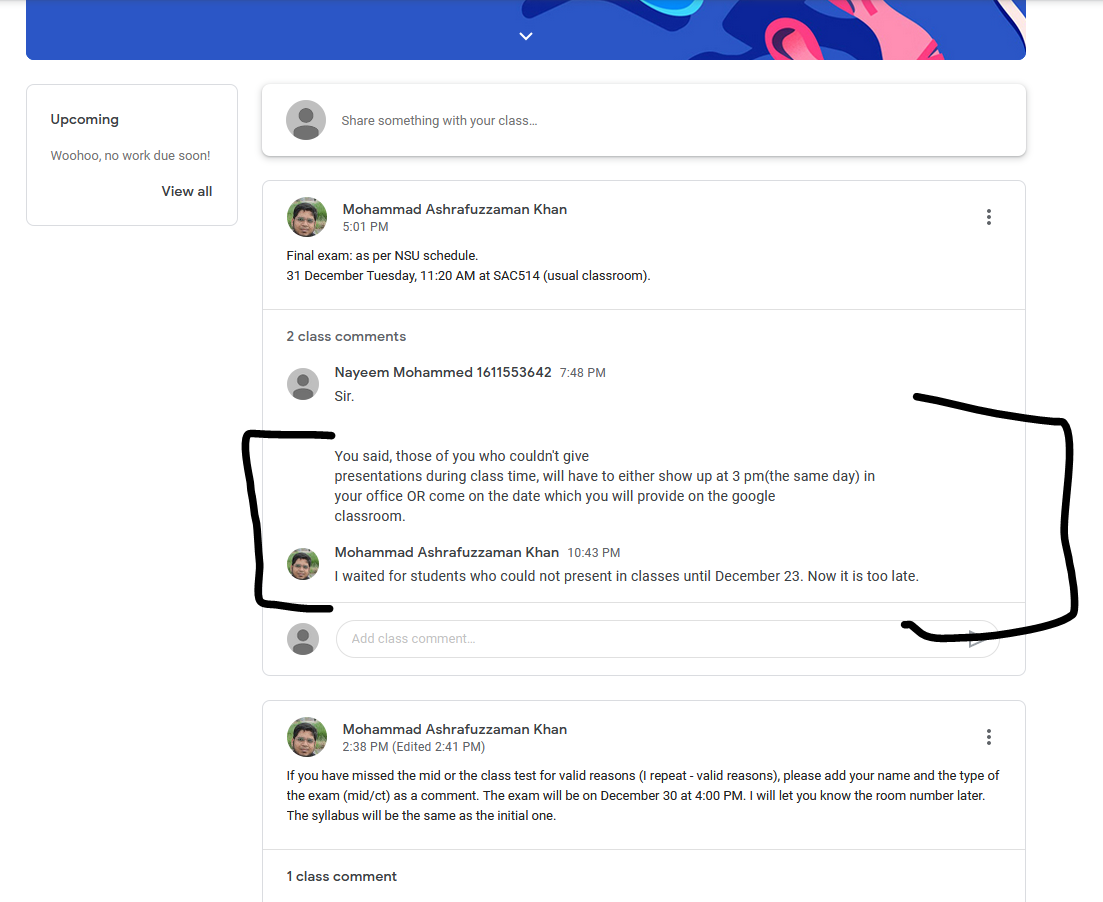 Upcoming
Woohoo, no work due soon!
View all
Share something with your class...
Mohammad Ashrafuzzaman Khan
5:01 PM
Final exam: as per NSU schedule.
31 December Tuesday, 11:20 AM at SAC514 (usual classroom).
2 class comments
Nayeem Mohammed 1611553642 7:48 PM
Sir.
You said, those of you who couldn't give
presentations during class time, will have to either show up at 3 pm(the same day) in
your office OR come on the date which you will provide on the google
classroom.
Mohammad Ashrafuzzaman Khan 10:43 PM
I waited for students who could not present in classes until December 23. Now it is too late.
Add class comment...
Mohammad Ashrafuzzaman Khan
2:38 PM (Edited 2:41 PM)
If you have missed the mid or the class test for valid reasons (I repeat - valid reasons), please add your name and the type of
the exam (mid/ct) as a comment. The exam will be on December 30 at 4:00 PM. I will let you know the room number later.
The syllabus will be the same as the initial one.
1 class comment